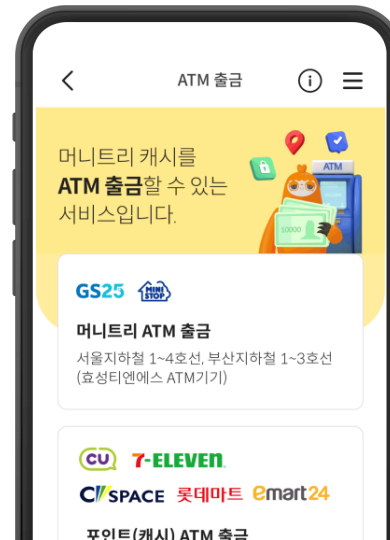 ATM 출금
머니트리 캐시를
ATM 출금할 수 있는
서비스입니다.
ATM
10000
GS25 MINI STOP
머니트리 ATM 출금
서울지하철 1~4호선, 부산지하철 1~3호선
(효성티엔에스 ATM기기)
CU 7-ELEVEn
C//SPACE 롯데마트 emart24
포인트(캐시) ATM 출금